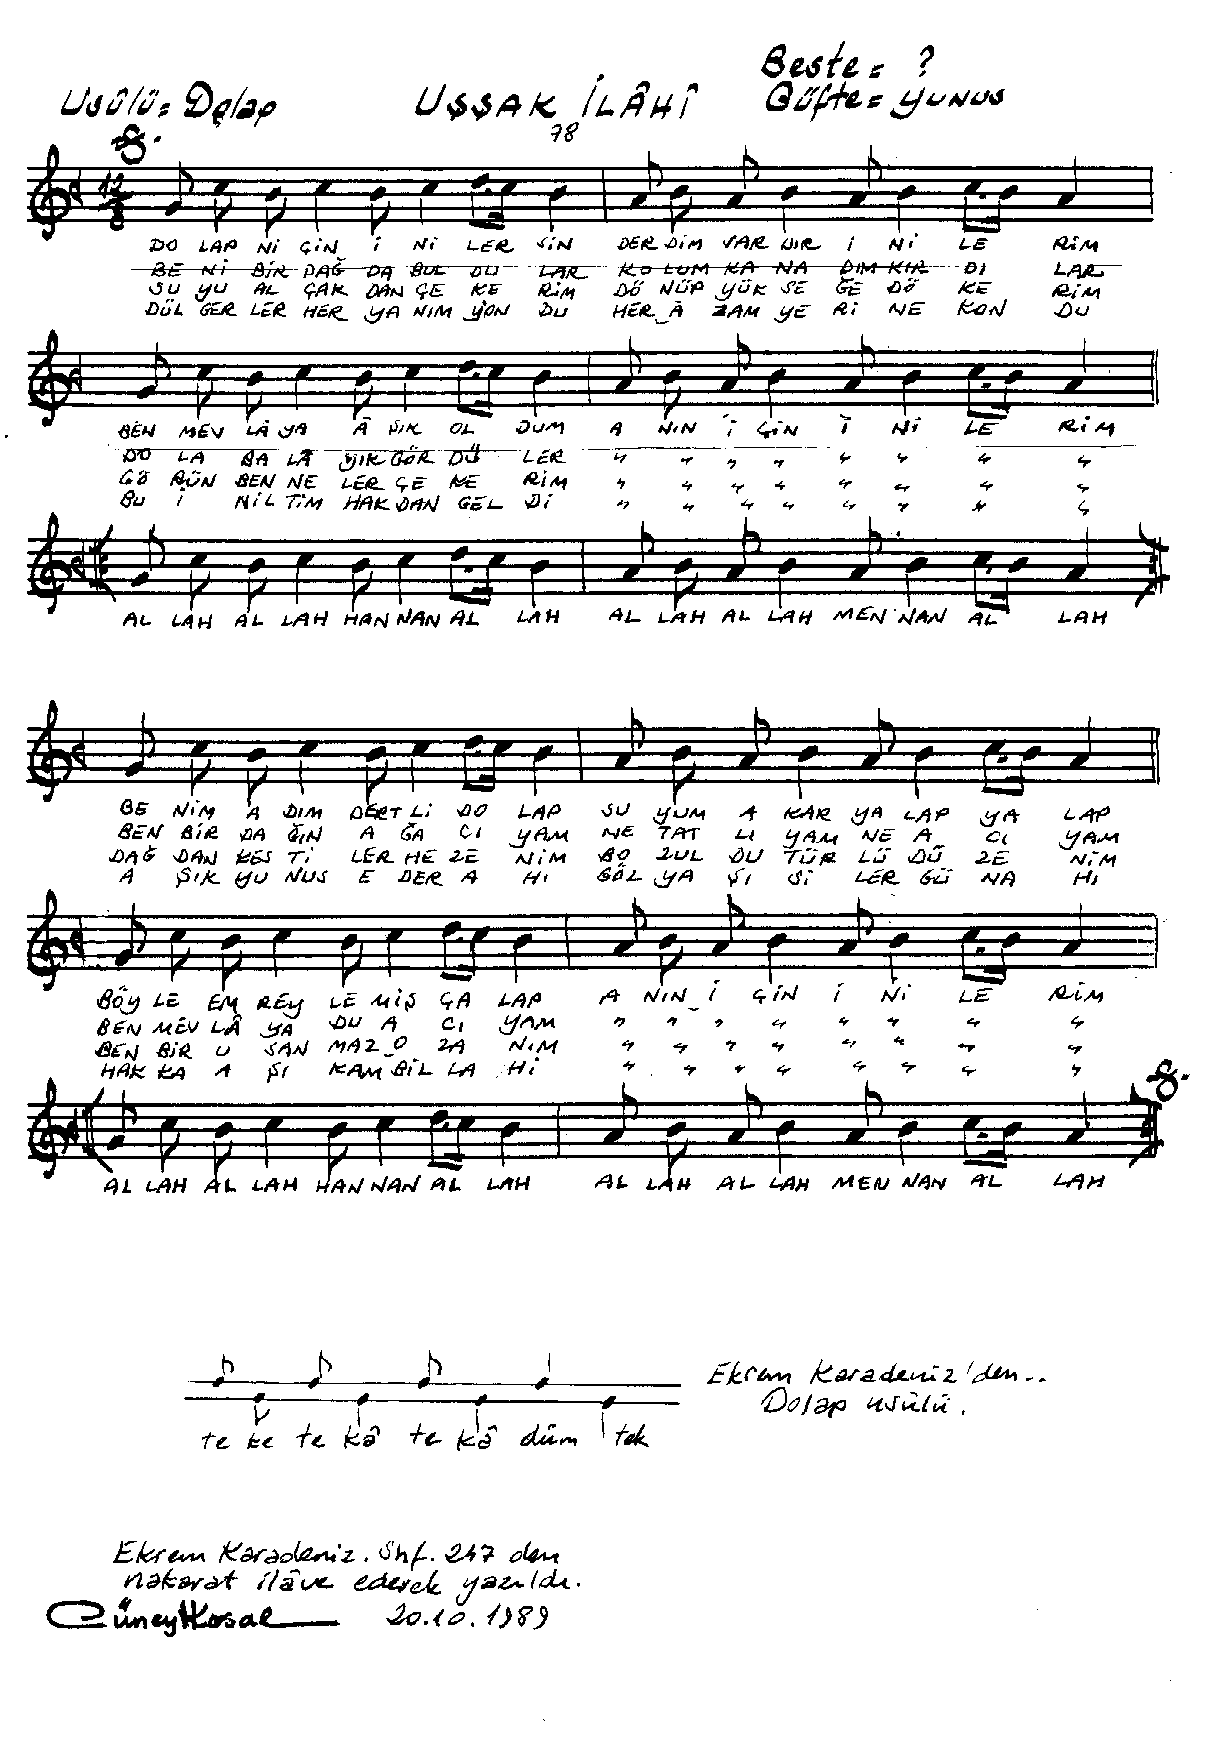 Beste = ?
Usûlü = Dolap UŞŞAK İLÂHÎ Güfte = YUNUS
78
12/8
DO LAP Nİ ÇİN İ Nİ LER SİN DER DİM VAR DIR İ Nİ LE RİM
BE Nİ BİR DAĞ DA BUL DU LAR KO LUM KA NA DIM KIR DI LAR
SU YU AL ÇAK DAN ÇE KE RİM DÖ NÜP YÜK SE ĞE DÖ KE RİM
DÜL GER LER HER YA NIM YON DU HER_Â ZAM YE Rİ NE KON DU
BEN MEV LÂ YA Â ŞIK OL DUM A NIN İ ÇİN İ Nİ LE RİM
DO LA BA LÂ YIK GÖR DÜ LER " " " " " " " "
GÖ RÜN BEN NE LER ÇE KE RİM " " " " " " " "
BU İ NİL TİM HAK DAN GEL Dİ " " " " " " " "
AL LAH AL LAH HAN NAN AL LAH AL LAH AL LAH MEN NAN AL LAH
BE NİM A DIM DERT Lİ DO LAP SU YUM A KAR YA LAP YA LAP
BEN BİR DA ĞIN A ĞA CI YAM NE TAT LI YAM NE A CI YAM
DAĞ DAN KES Tİ LER HE ZE NİM BO ZUL DU TÜR LÜ DÜ ZE NİM
A ŞIK YU NUS E DER A HI GÖL YA ŞI Sİ LER GÜ NA HI
BÖY LE EM REY LE MİŞ ÇA LAP A NIN_İ ÇİN İ Nİ LE RİM
BEN MEV LÂ YA DU A CI YAM " " " " " " " "
BEN BİR U SAN MAZ_O ZA NIM " " " " " " " "
HAK KA A ŞI KAM BİL LA HI " " " " " " " "
AL LAH AL LAH HAN NAN AL LAH AL LAH AL LAH MEN NAN AL LAH
Ekrem Karadeniz'den..
Dolap usûlü.
te ke te kâ te kâ düm tek
Ekrem Karadeniz. Shf. 247 den
nakarat ilâve ederek yazıldı.
Cüneyt Kosal 20.10.1989